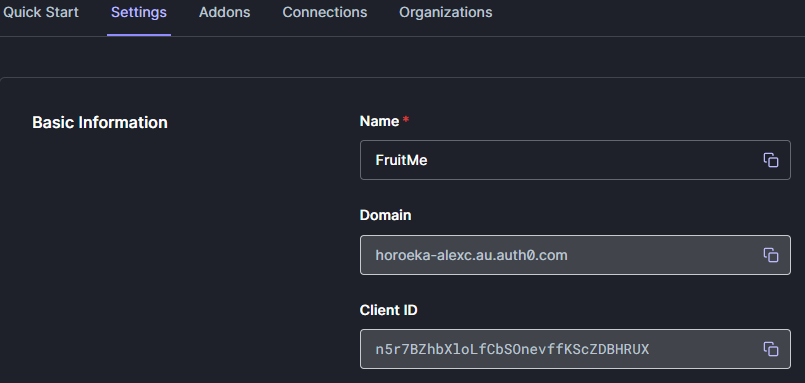 Quick Start Settings Addons Connections Organizations
Basic Information
Name *
FruitMe
Domain
horoeka-alexc.au.auth0.com
Client ID
n5r7BZhbXloLfCbSOnevffKScZDBHRUX